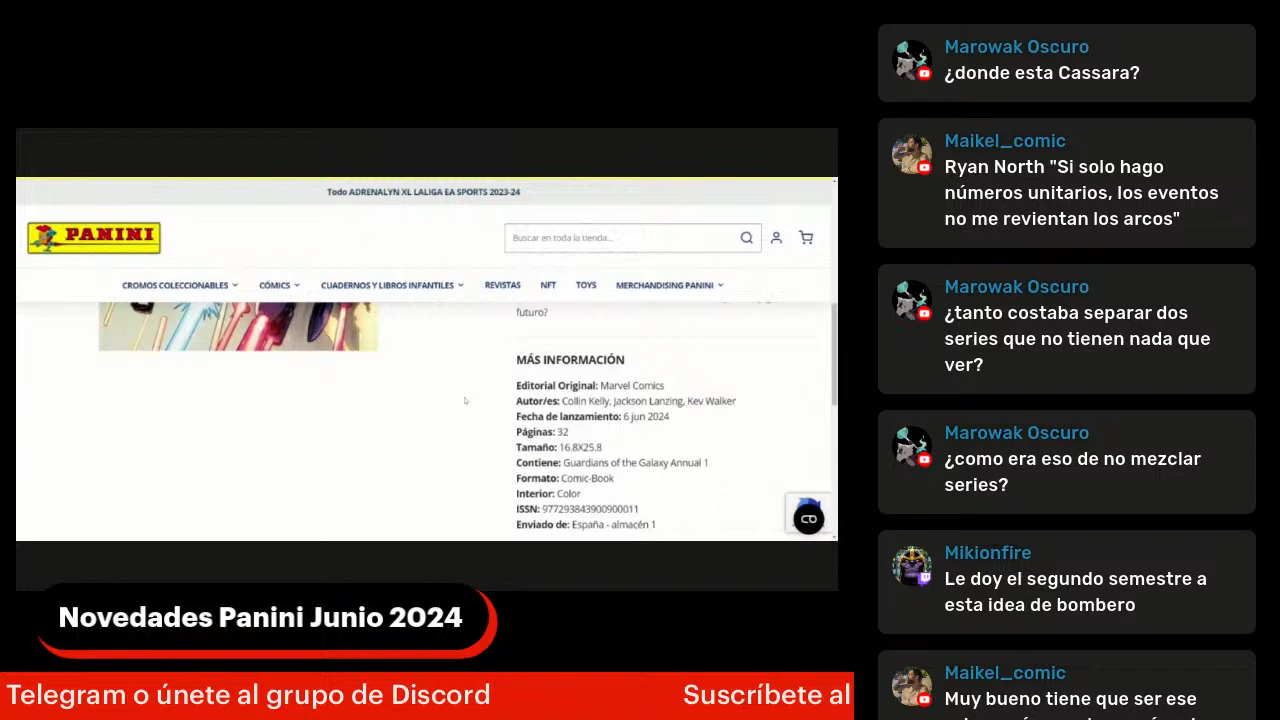 Todo ADRENALYN XL LALIGA EA SPORTS 2023-24
PANINI
Buscar en toda la tienda...
CROMOS COLECCIONABLES
CÓMICS
CUADERNOS Y LIBROS INFANTILES
REVISTAS
NFT
TOYS
MERCHANDISING PANINI
futuro?
MÁS INFORMACIÓN
Editorial Original: Marvel Comics
Autor/es: Collin Kelly, Jackson Lanzing, Kev Walker
Fecha de lanzamiento: 6 jun 2024
Páginas: 32
Tamaño: 16.8X25.8
Contiene: Guardians of the Galaxy Annual 1
Formato: Comic-Book
Interior: Color
ISSN: 977293843900900011
Enviado de: España - almacén 1
Novedades Panini Junio 2024
Telegram o únete al grupo de Discord
Suscríbete al
Marowak Oscuro
¿donde esta Cassara?
Maikel_comic
Ryan North "Si solo hago
números unitarios, los eventos
no me revientan los arcos"
Marowak Oscuro
¿tanto costaba separar dos
series que no tienen nada que
ver?
Marowak Oscuro
¿como era eso de no mezclar
series?
Mikionfire
Le doy el segundo semestre a
esta idea de bombero
Maikel_comic
Muy bueno tiene que ser ese